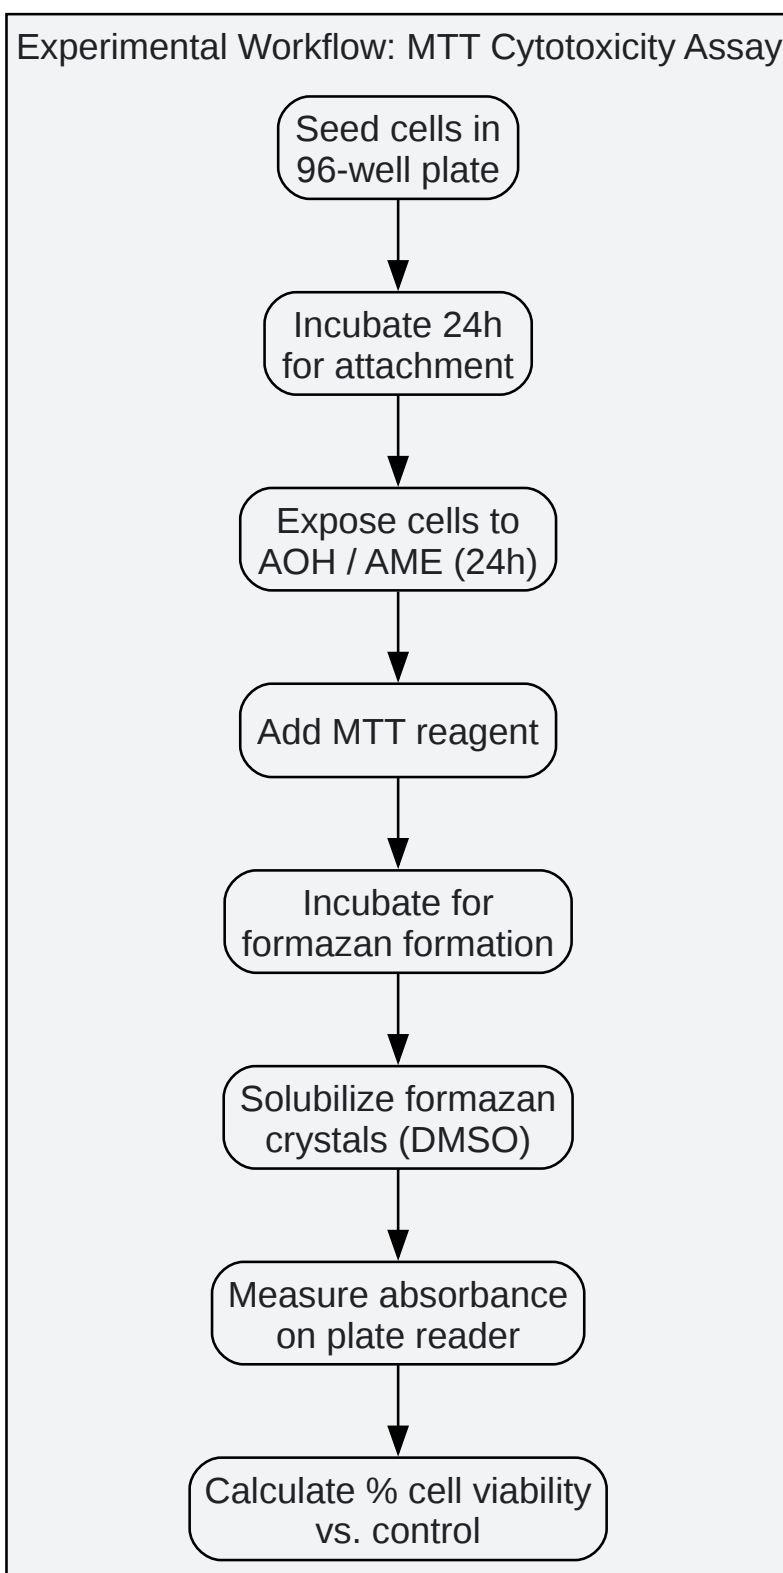 Experimental Workflow: MTT Cytotoxicity Assay
Seed cells in
96-well plate
Incubate 24h
for attachment
Expose cells to
AOH / AME (24h)
Add MTT reagent
Incubate for
formazan formation
Solubilize formazan
crystals (DMSO)
Measure absorbance
on plate reader
Calculate % cell viability
vs. control